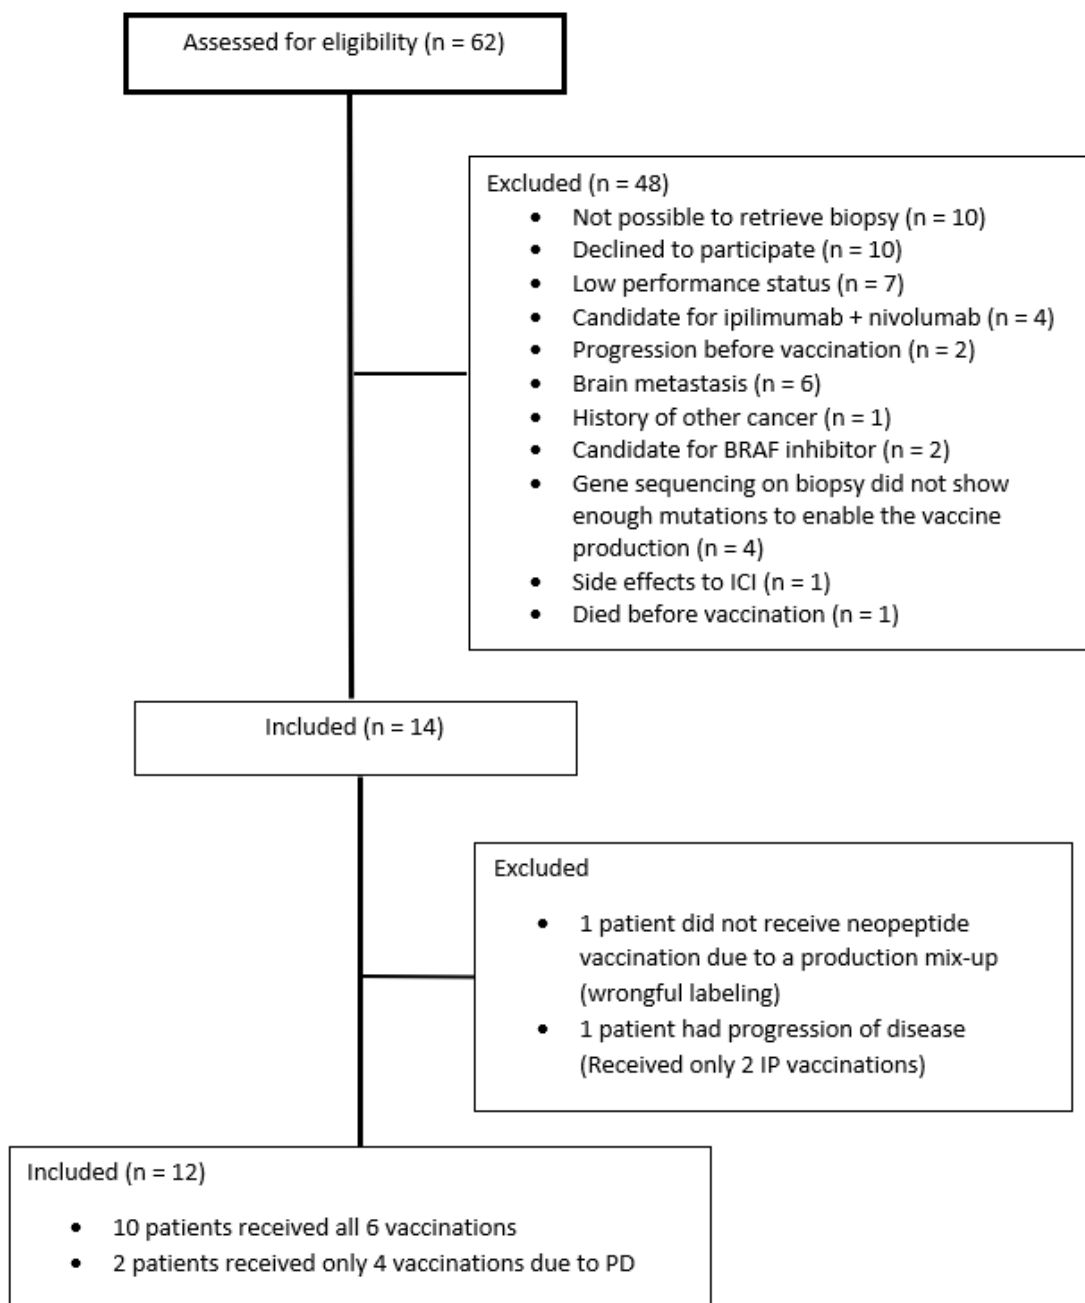 Assessed for eligibility (n = 62)
Excluded (n = 48)
• Not possible to retrieve biopsy (n = 10)
• Declined to participate (n = 10)
• Low performance status (n = 7)
• Candidate for ipilimumab + nivolumab (n = 4)
• Progression before vaccination (n = 2)
• Brain metastasis (n = 6)
• History of other cancer (n = 1)
• Candidate for BRAF inhibitor (n = 2)
• Gene sequencing on biopsy did not show
enough mutations to enable the vaccine
production (n = 4)
• Side effects to ICI (n = 1)
• Died before vaccination (n = 1)
Included (n = 14)
Excluded
• 1 patient did not receive neopeptide
vaccination due to a production mix-up
(wrongful labeling)
• 1 patient had progression of disease
(Received only 2 IP vaccinations)
Included (n = 12)
• 10 patients received all 6 vaccinations
• 2 patients received only 4 vaccinations due to PD